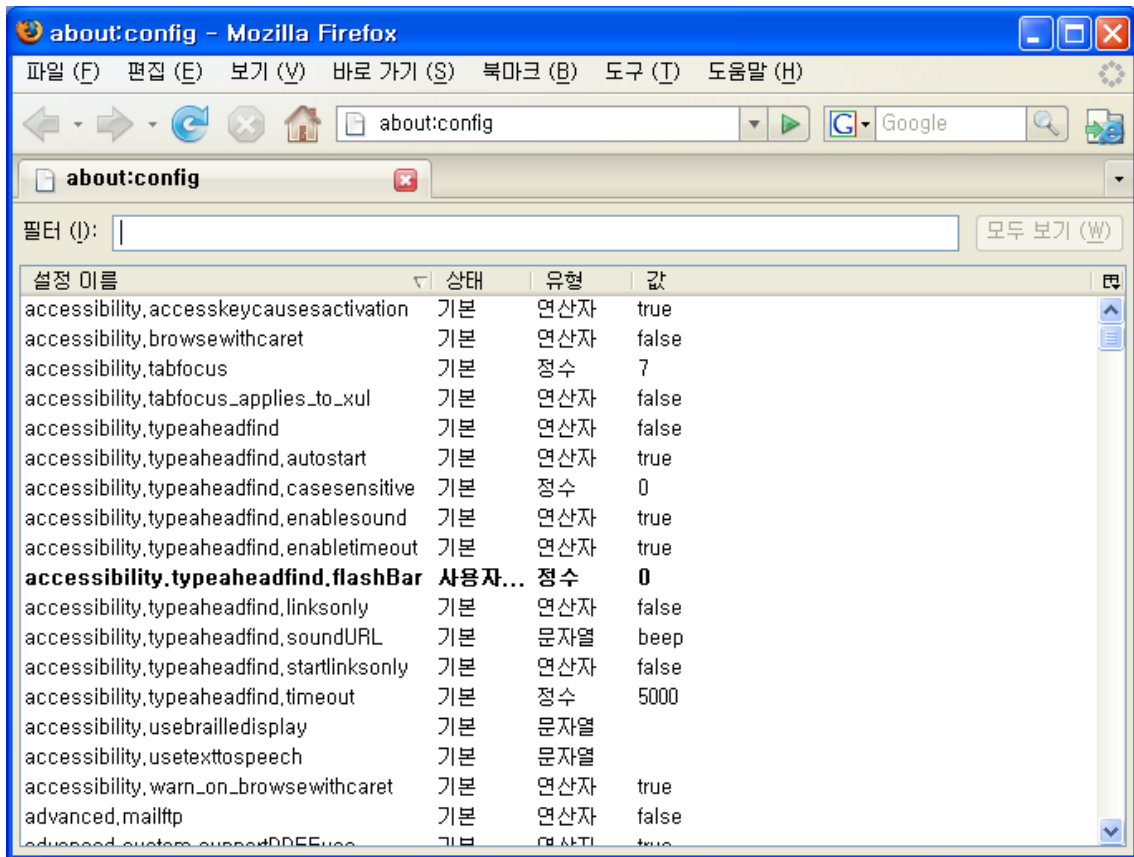 about:config - Mozilla Firefox
파일 (F) 편집 (E) 보기 (V) 바로 가기 (S) 북마크 (B) 도구 (T) 도움말 (H)
about:config G Google
about:config
필터 (I): 모두 보기 (W)
설정 이름 상태 유형 값
accessibility.accesskeycausesactivation 기본 연산자 true
accessibility.browsewithcaret 기본 연산자 false
accessibility.tabfocus 기본 정수 7
accessibility.tabfocus_applies_to_xul 기본 연산자 false
accessibility.typeaheadfind 기본 연산자 false
accessibility.typeaheadfind.autostart 기본 연산자 true
accessibility.typeaheadfind.casesensitive 기본 정수 0
accessibility.typeaheadfind.enablesound 기본 연산자 true
accessibility.typeaheadfind.enabletimeout 기본 연산자 true
accessibility.typeaheadfind.flashBar 사용자... 정수 0
accessibility.typeaheadfind.linksonly 기본 연산자 false
accessibility.typeaheadfind.soundURL 기본 문자열 beep
accessibility.typeaheadfind.startlinksonly 기본 연산자 false
accessibility.typeaheadfind.timeout 기본 정수 5000
accessibility.usebrailledisplay 기본 문자열
accessibility.usetexttospeech 기본 문자열
accessibility.warn_on_browsewithcaret 기본 연산자 true
advanced.mailftp 기본 연산자 false